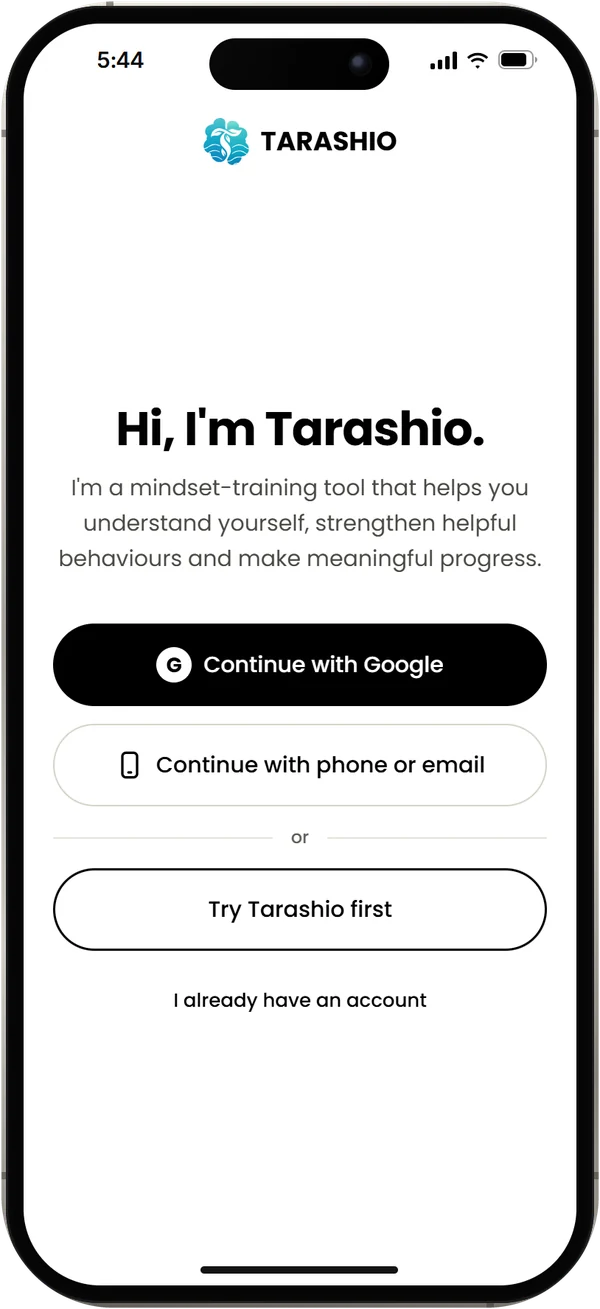 5:44
TARASHIO
Hi, I'm Tarashio.
I'm a mindset-training tool that helps you
understand yourself, strengthen helpful
behaviours and make meaningful progress.
G Continue with Google
Continue with phone or email
or
Try Tarashio first
I already have an account